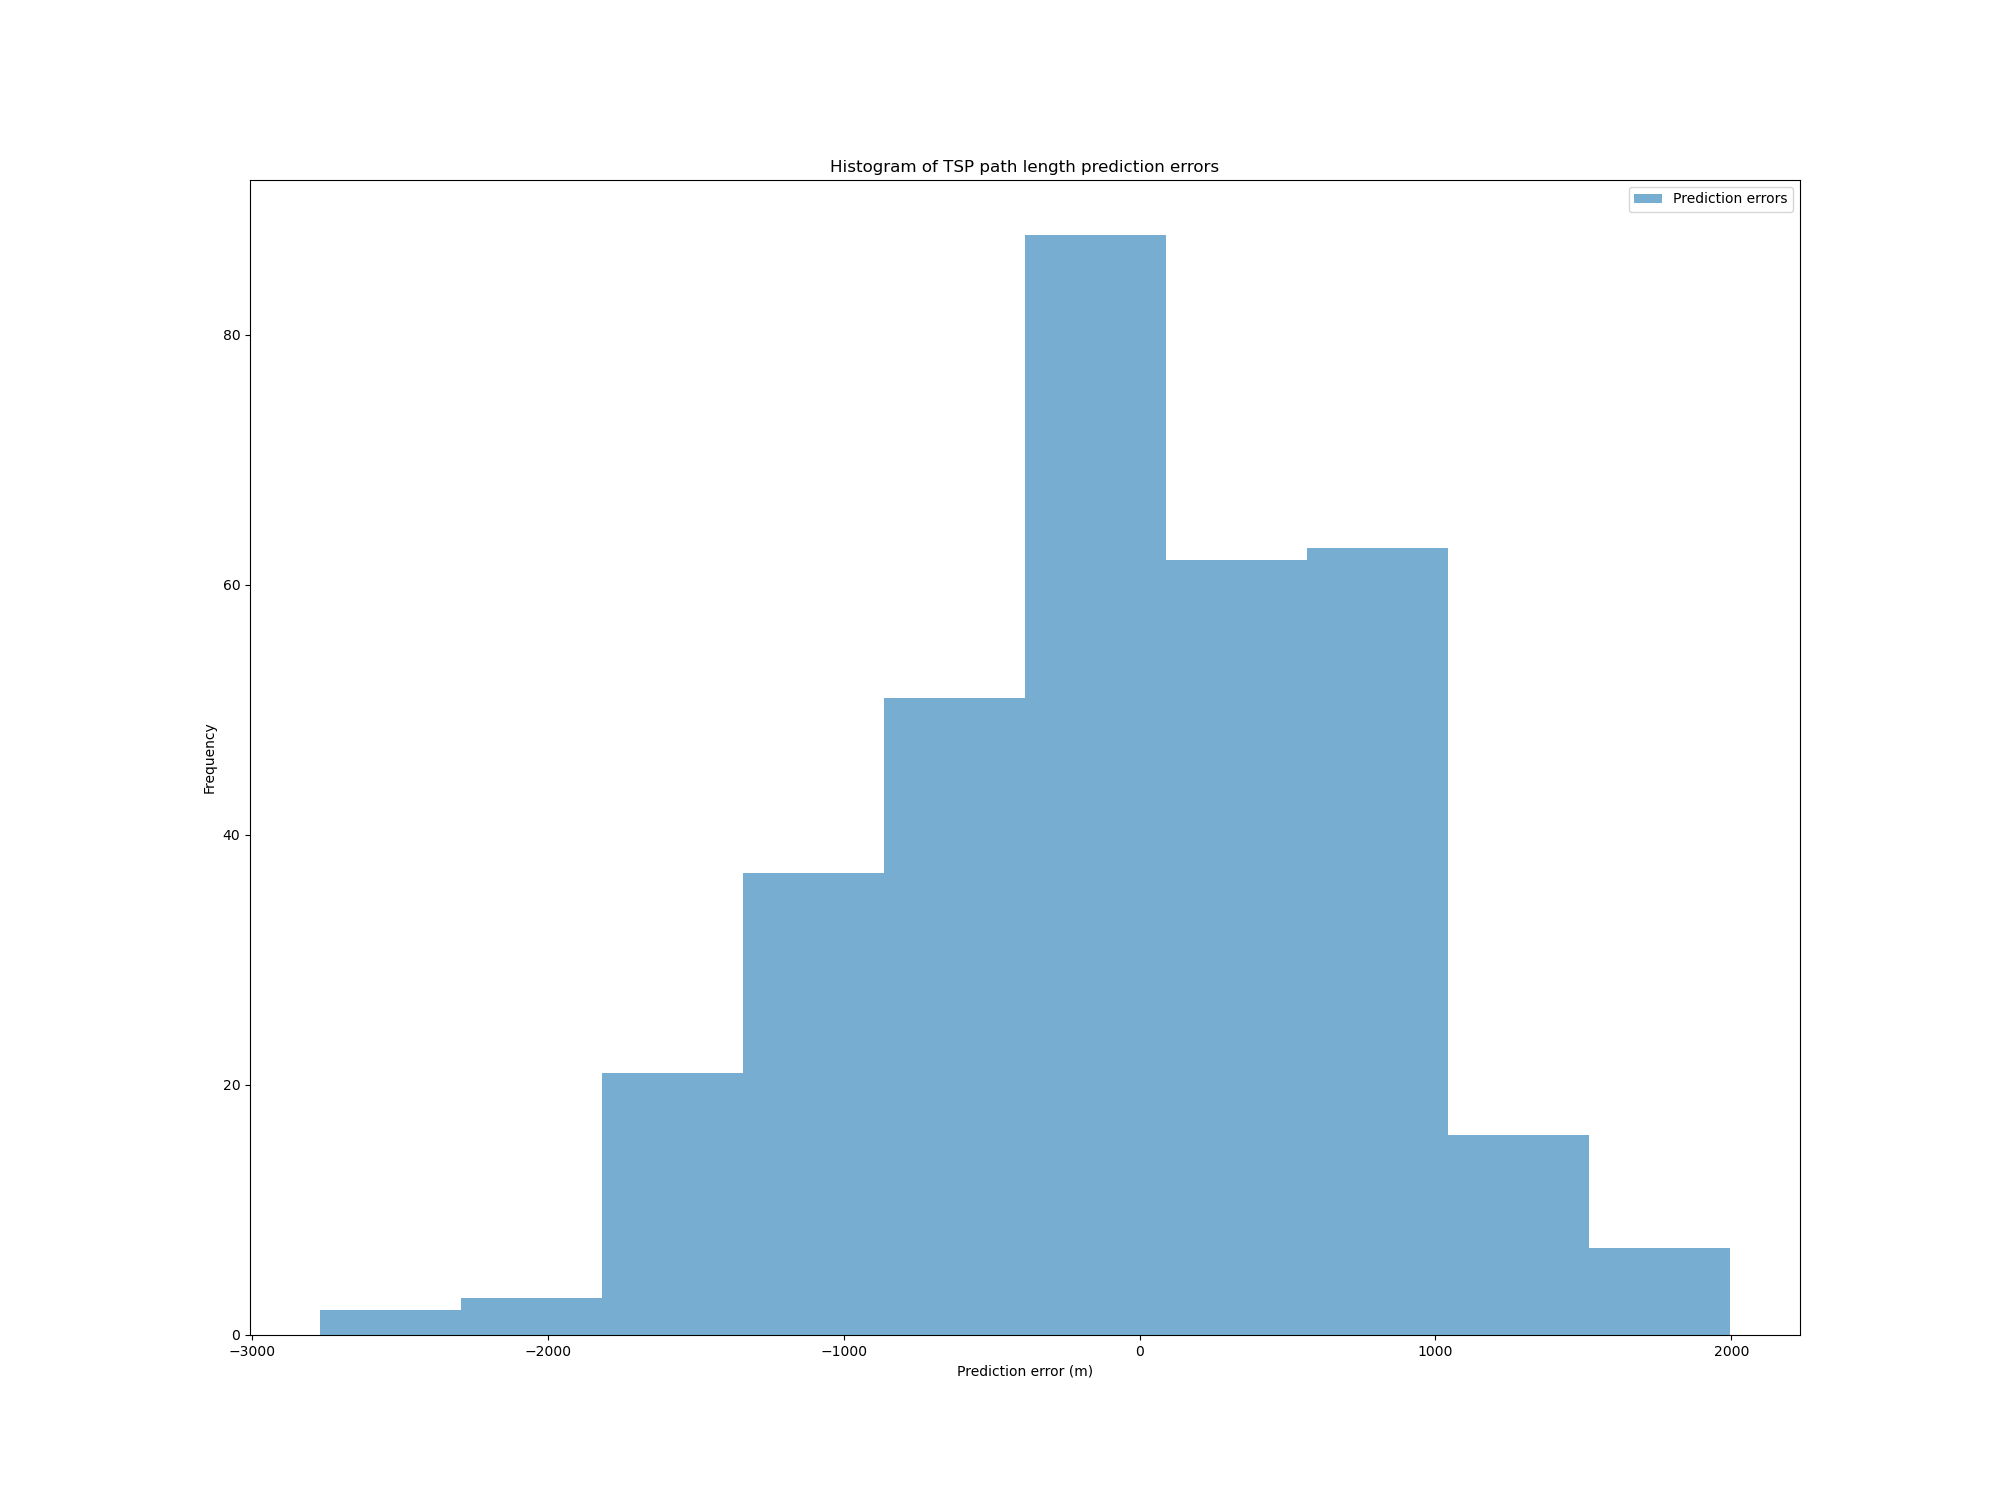 Histogram of TSP path length prediction errors
Prediction errors
80
60
40
20
0
Frequency
−3000 −2000 −1000 0 1000 2000
Prediction error (m)